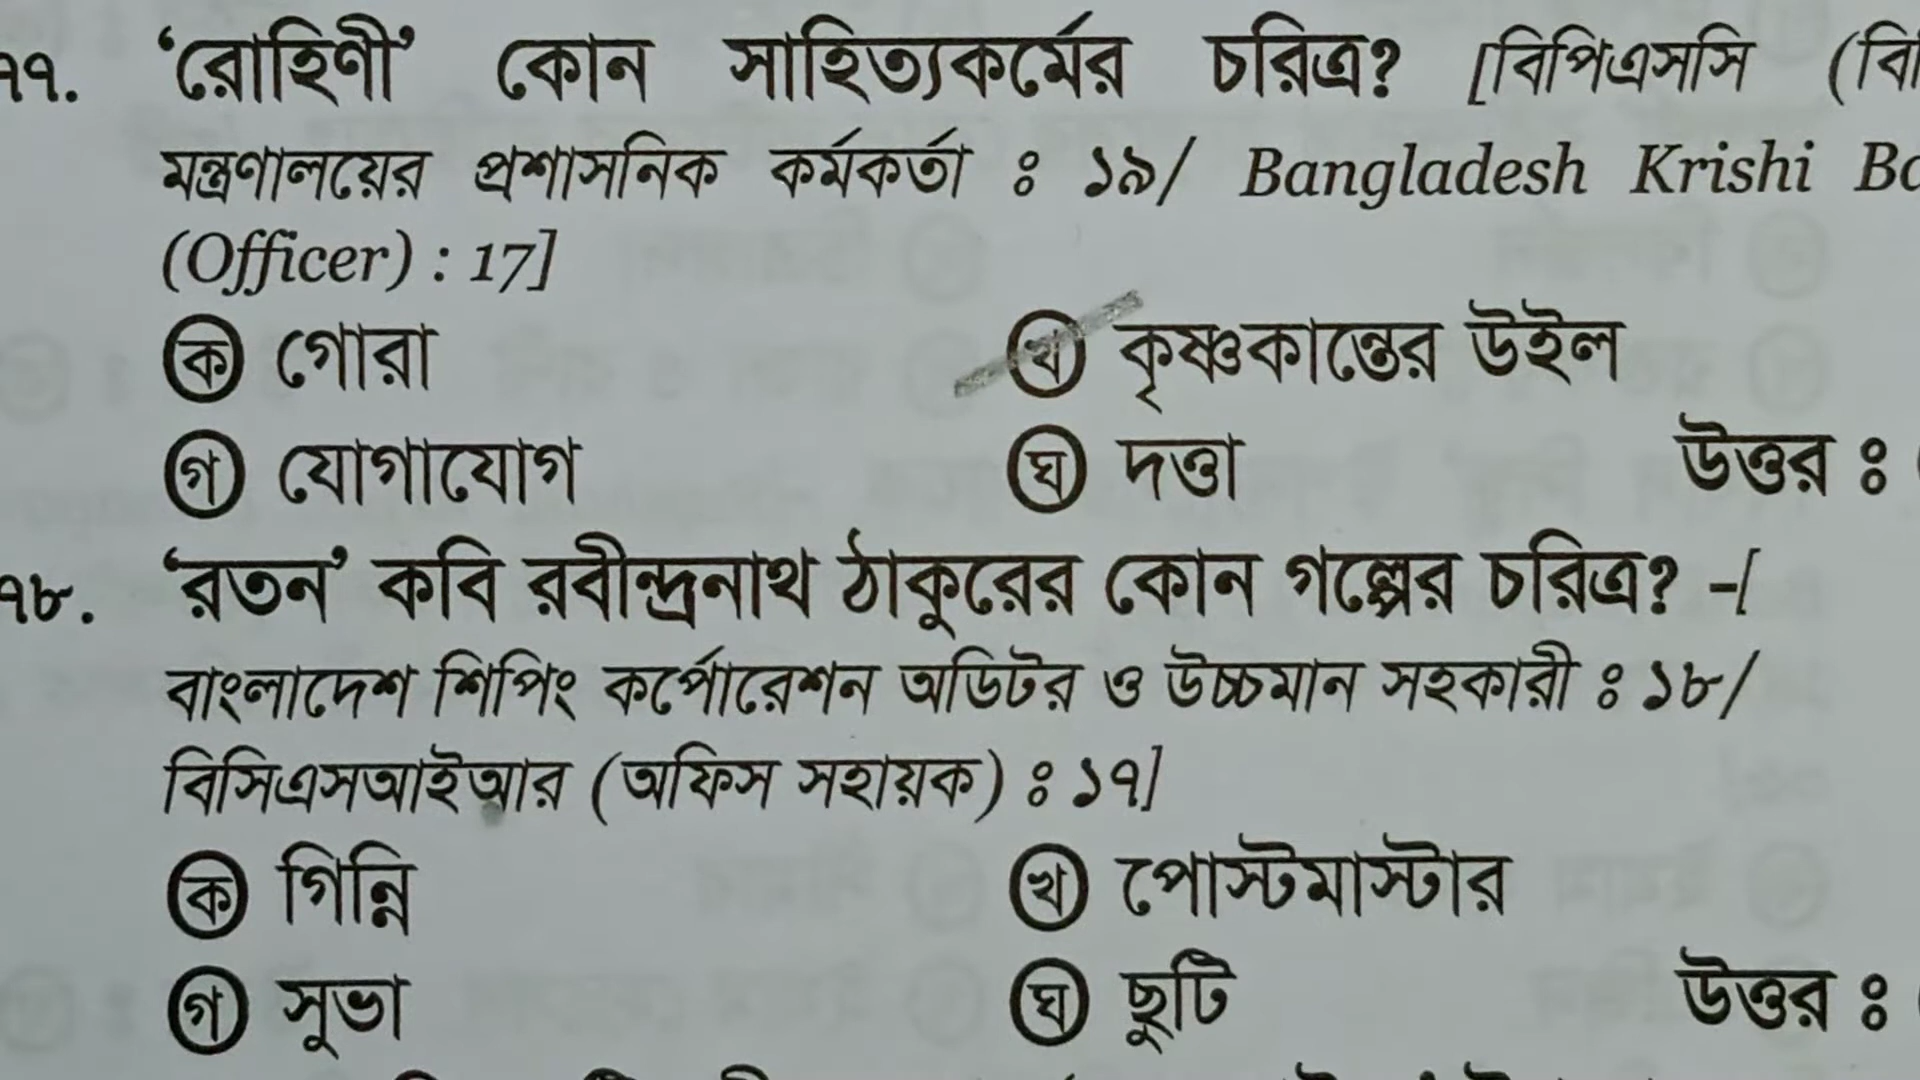 ৭৭. ‘রোহিণী’ কোন সাহিত্যকর্মের চরিত্র? [বিপিএসসি (বি
মন্ত্রণালয়ের প্রশাসনিক কর্মকর্তা : ১৯/ Bangladesh Krishi Ba
(Officer) : 17]
ক গোরা খ কৃষ্ণকান্তের উইল
গ যোগাযোগ ঘ দত্তা উত্তর :
৭৮. ‘রতন’ কবি রবীন্দ্রনাথ ঠাকুরের কোন গল্পের চরিত্র? -[
বাংলাদেশ শিপিং কর্পোরেশন অডিটর ও উচ্চমান সহকারী : ১৮/
বিসিএসআইআর (অফিস সহায়ক) : ১৭]
ক গিন্নি খ পোস্টমাস্টার
গ সুভা ঘ ছুটি উত্তর :